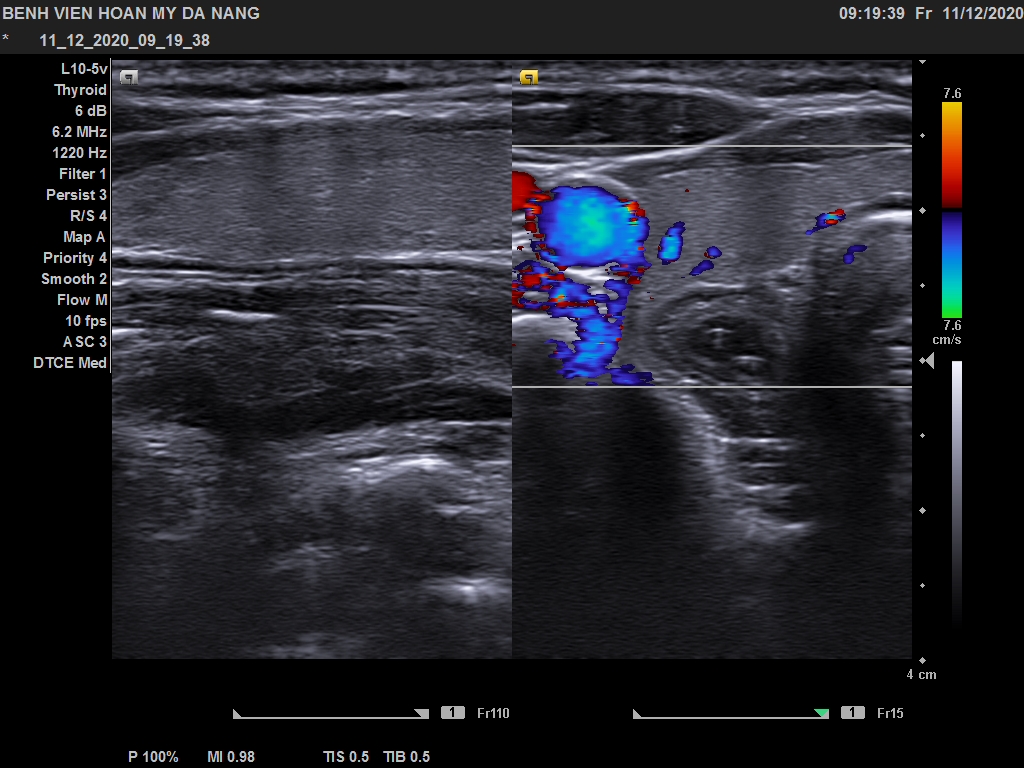 BENH VIEN HOAN MY DA NANG
09:19:39 Fr 11/12/2020
* 11_12_2020_09_19_38
L10-5v
Thyroid
6 dB
6.2 MHz
1220 Hz
Filter 1
Persist 3
R/S 4
Map A
Priority 4
Smooth 2
Flow M
10 fps
ASC 3
DTCE Med
7.6
7.6
cm/s
4 cm
1 Fr110
1 Fr15
P 100% MI 0.98 TIS 0.5 TIB 0.5